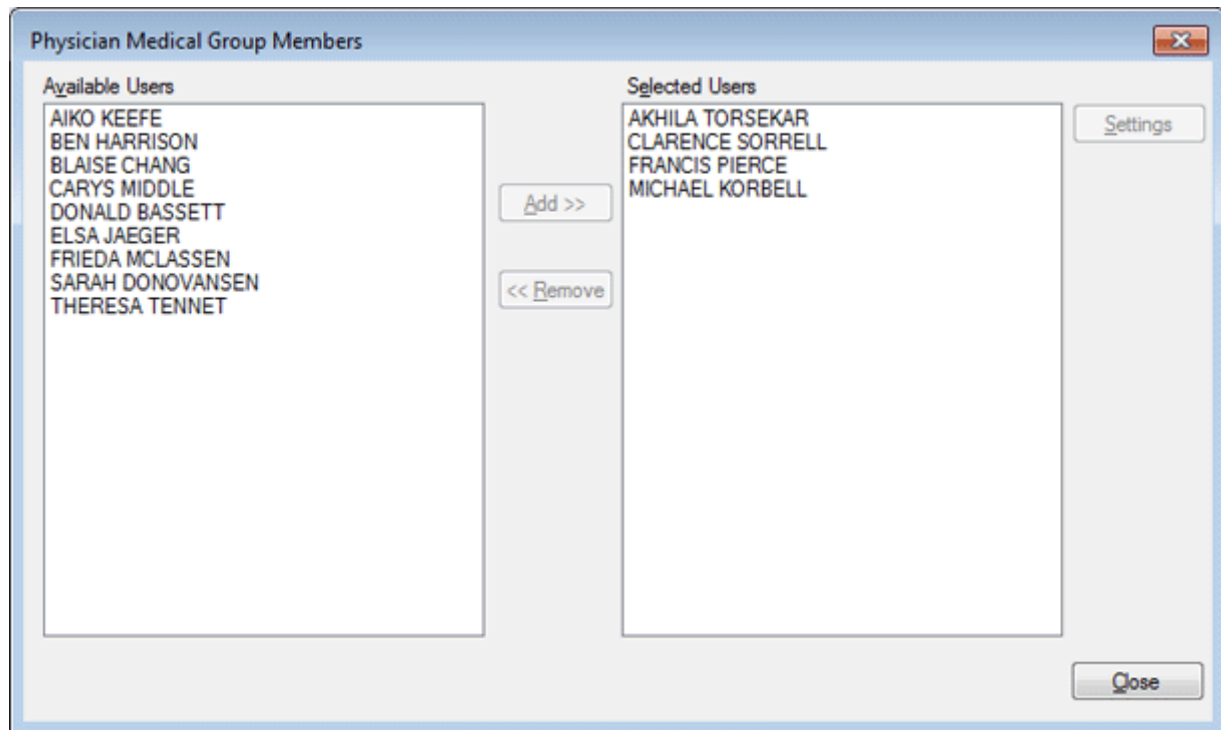 Physician Medical Group Members
Available Users
AIKO KEEFE
BEN HARRISON
BLAISE CHANG
CARYS MIDDLE
DONALD BASSETT
ELSA JAEGER
FRIEDA MCLASSEN
SARAH DONOVANSEN
THERESA TENNET
Add >>
<< Remove
Selected Users
AKHILA TORSEKAR
CLARENCE SORRELL
FRANCIS PIERCE
MICHAEL KORBELL
Settings
Close